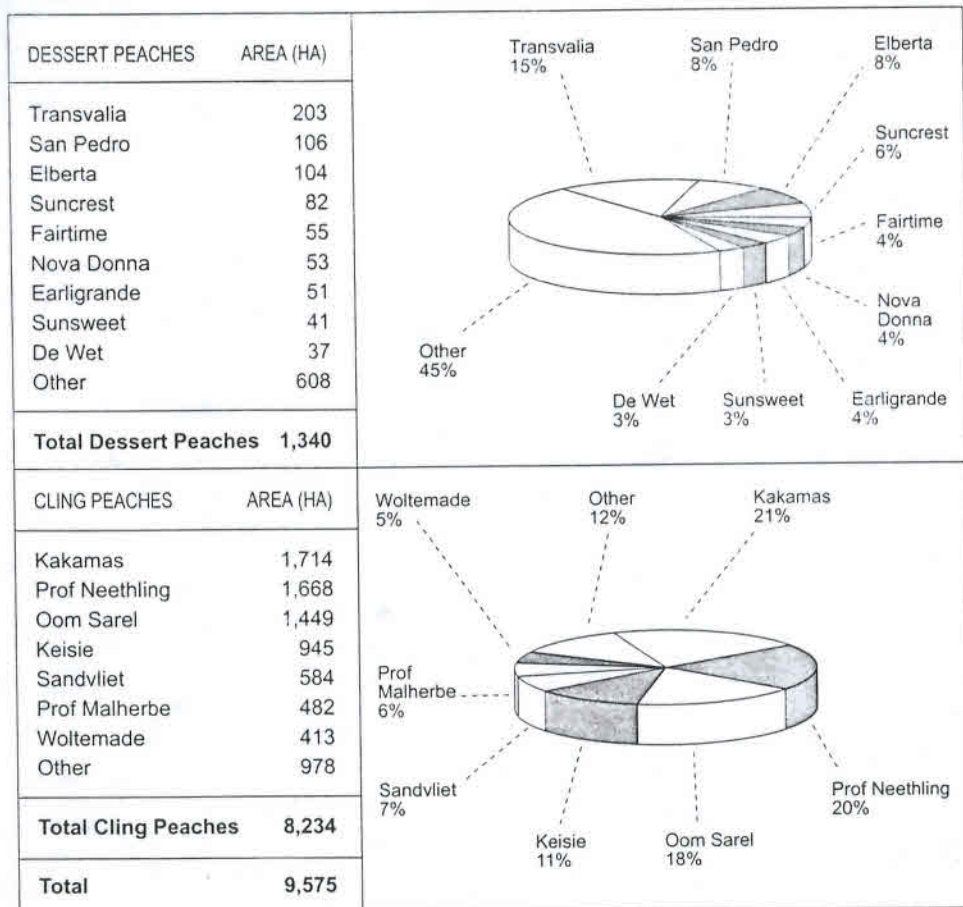 DESSERT PEACHES AREA (HA)
Transvalia 203
San Pedro 106
Elberta 104
Suncrest 82
Fairtime 55
Nova Donna 53
Earligrande 51
Sunsweet 41
De Wet 37
Other 608
Total Dessert Peaches 1,340
Transvalia
15%
San Pedro
8%
Elberta
8%
Suncrest
6%
Fairtime
4%
Nova
Donna
4%
Earligrande
4%
Sunsweet
3%
De Wet
3%
Other
45%
CLING PEACHES AREA (HA)
Kakamas 1,714
Prof Neethling 1,668
Oom Sarel 1,449
Keisie 945
Sandvliet 584
Prof Malherbe 482
Woltemade 413
Other 978
Total Cling Peaches 8,234
Total 9,575
Woltemade
5%
Other
12%
Kakamas
21%
Prof
Malherbe
6%
Sandvliet
7%
Keisie
11%
Oom Sarel
18%
Prof Neethling
20%